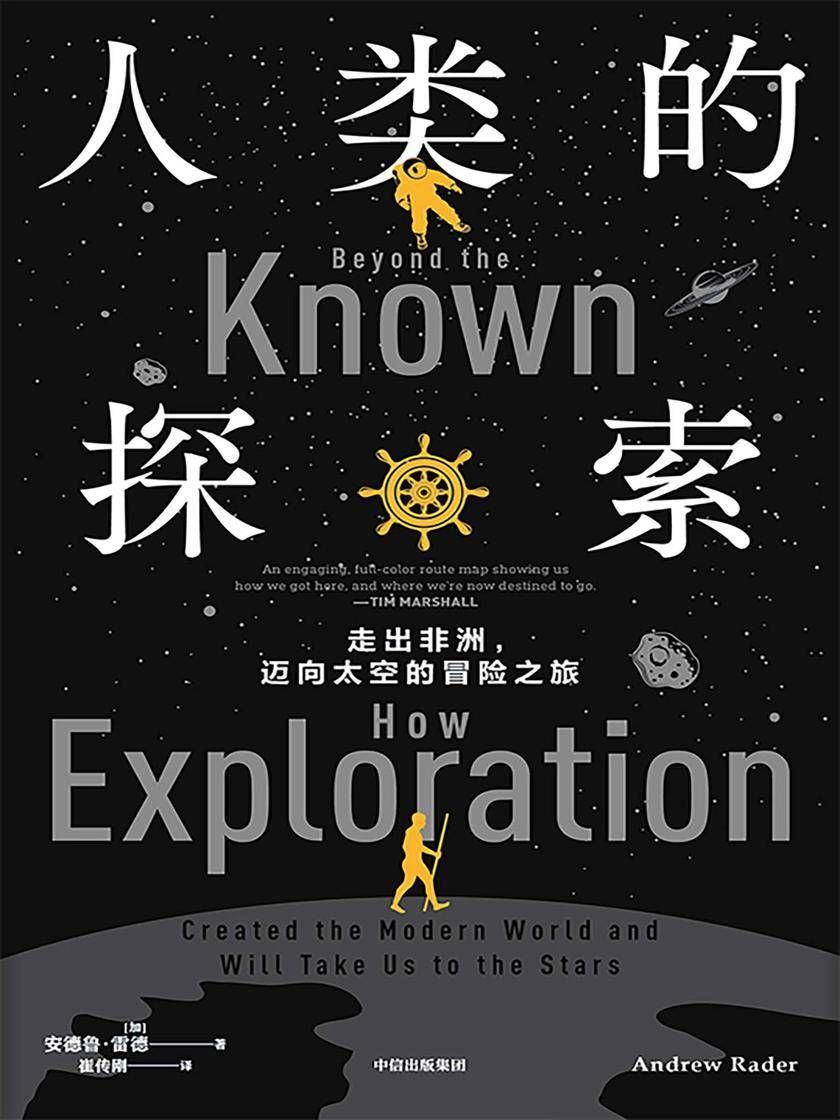 人类的
Beyond the
Known
探索
An engaging, full-color route map showing us
how we got here, and where we're now destined to go.
—TIM MARSHALL
走出非洲，
迈向太空的冒险之旅
How
Exploration
Created the Modern World and
Will Take Us to the Stars
[加]
安德鲁·雷德——著
崔传刚——译
中信出版集团
Andrew Rader